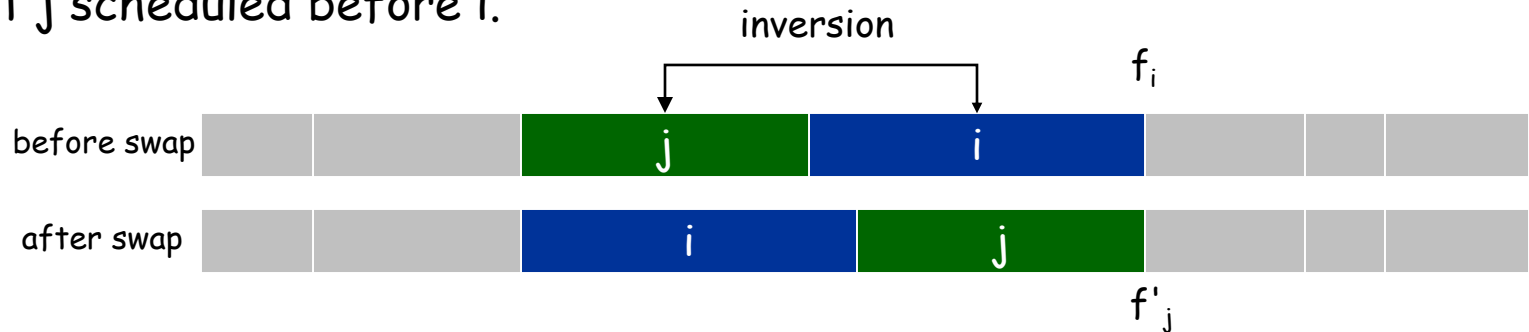 j scheduled before i.
inversion
fi
before swap j i
after swap i j
f'j